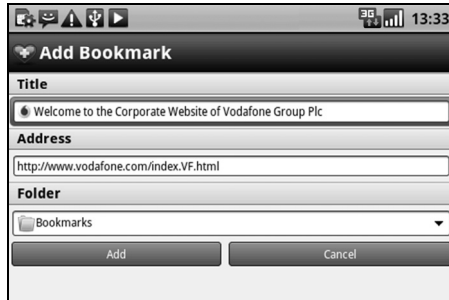 3G 13:33
Add Bookmark
Title
Welcome to the Corporate Website of Vodafone Group Plc
Address
http://www.vodafone.com/index.VF.html
Folder
Bookmarks
Add Cancel